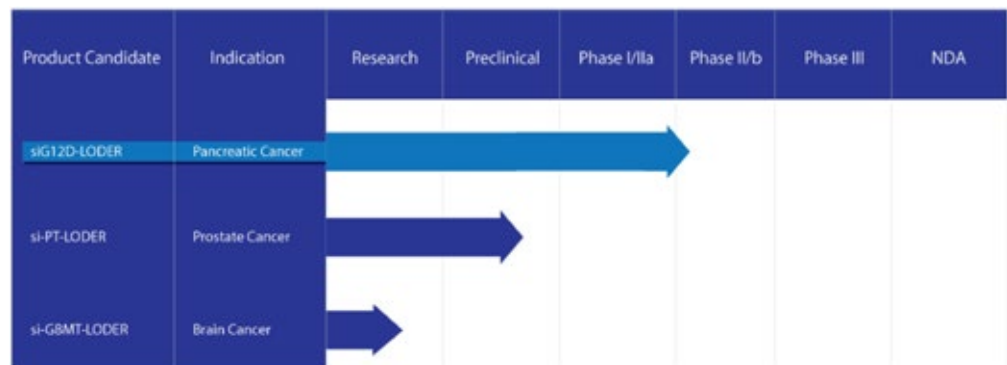 Product Candidate Indication Research Preclinical Phase I/IIa Phase II/b Phase III NDA
siG12D-LODER Pancreatic Cancer
si-PT-LODER Prostate Cancer
si-G8MT-LODER Brain Cancer